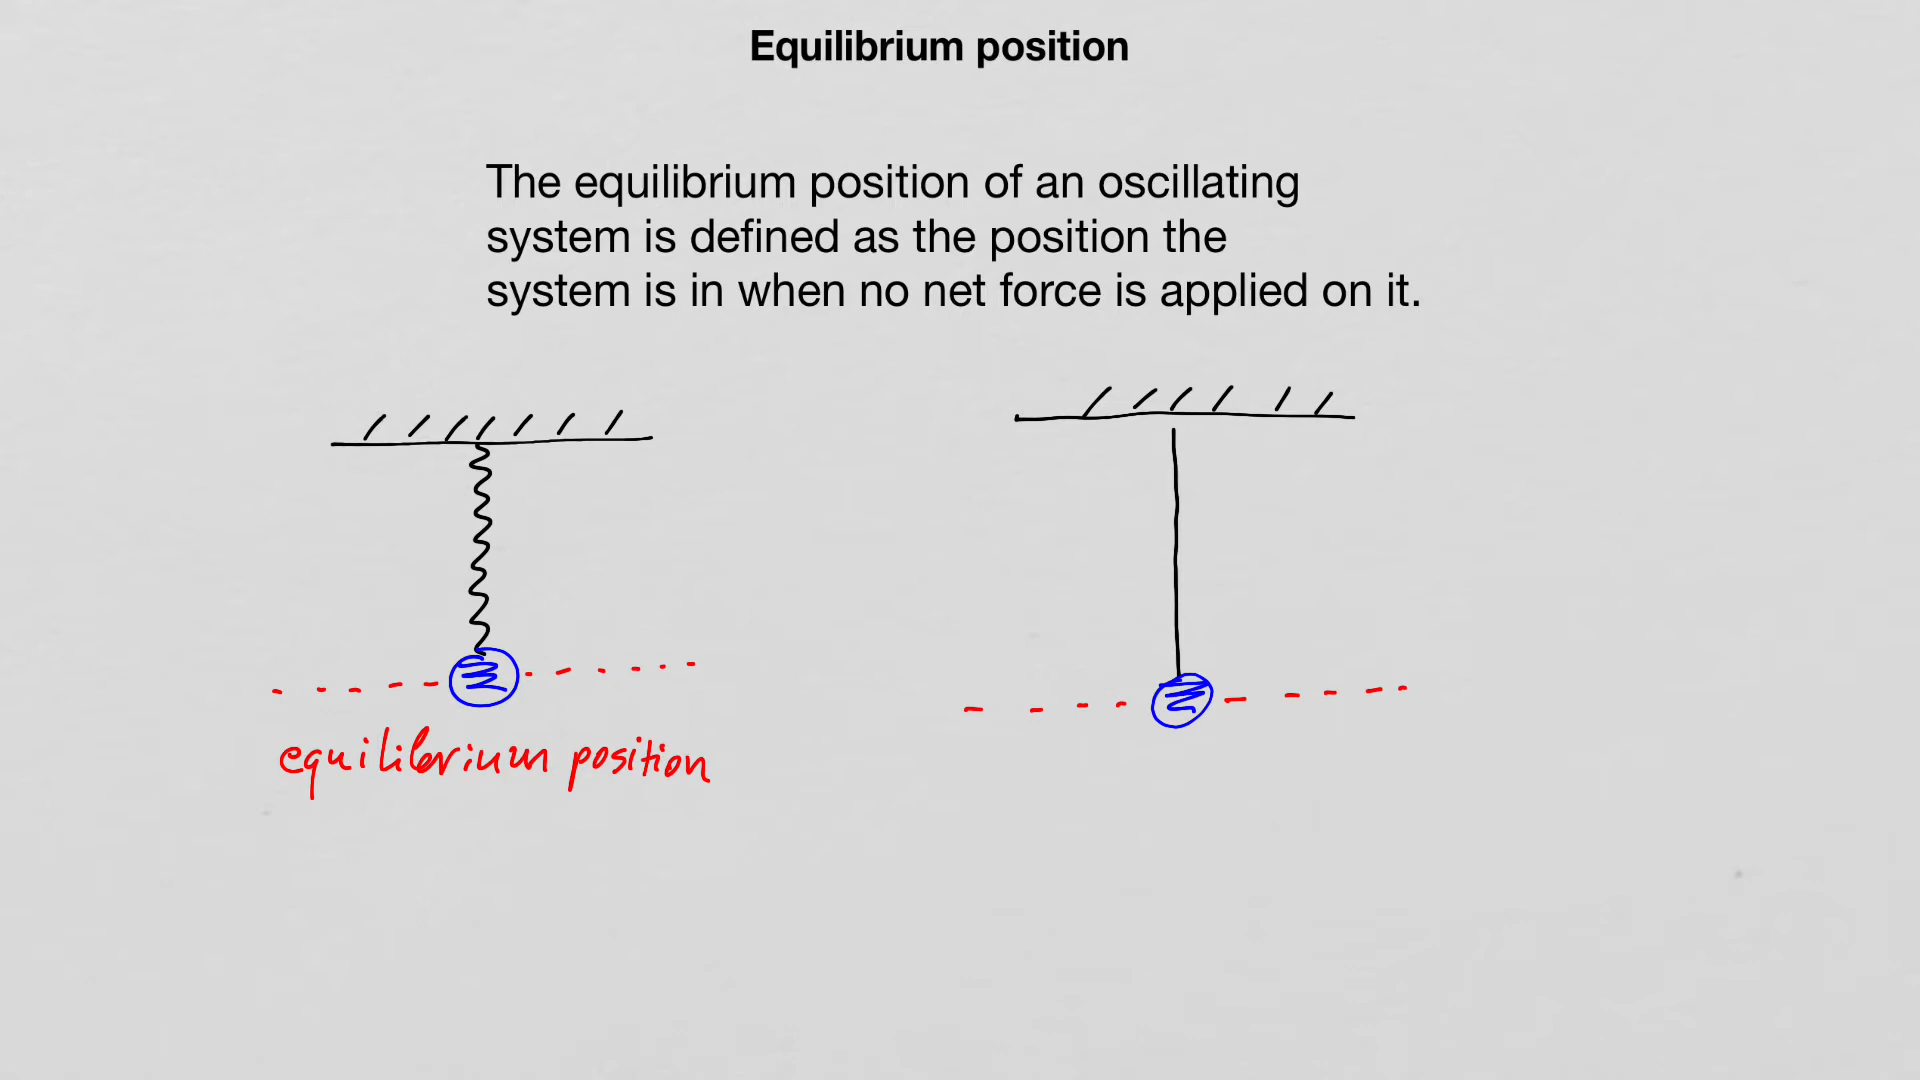 Equilibrium position
The equilibrium position of an oscillating
system is defined as the position the
system is in when no net force is applied on it.
equilibrium position